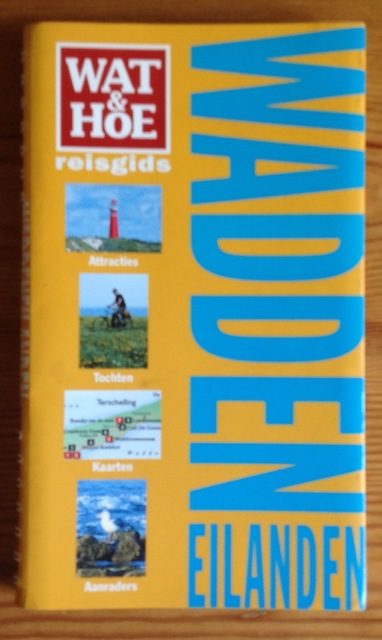 WAT
&
HOE
reisgids
Attracties
Tochten
Terschelling
Kaarten
Aanraders
WADDEN
EILANDEN